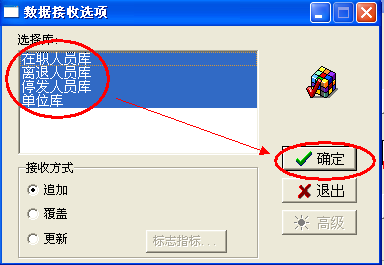 数据接收选项
选择库:
在职人员库
离退人员库
停发人员库
单位库
确定
退出
高级
接收方式
追加
覆盖
更新
标志指标...